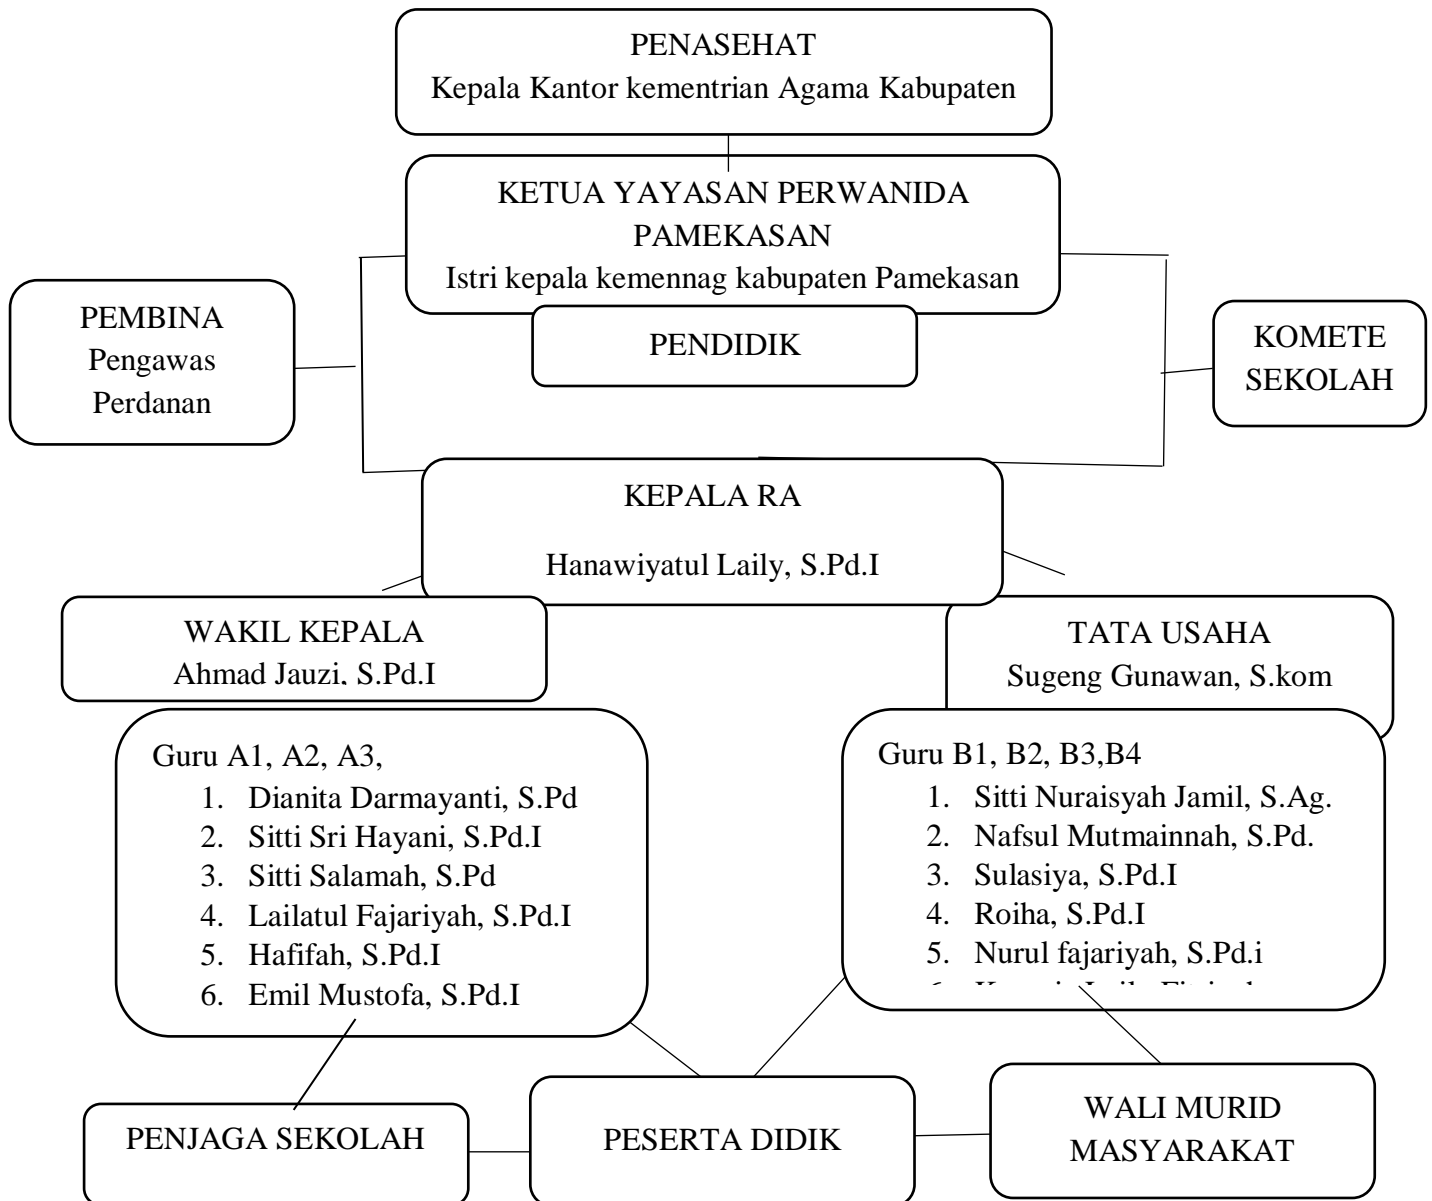 PENASEHAT
Kepala Kantor kementrian Agama Kabupaten
KETUA YAYASAN PERWANIDA
PAMEKASAN
Istri kepala kemennag kabupaten Pamekasan
PEMBINA
Pengawas
Perdanan
PENDIDIK
KOMETE
SEKOLAH
KEPALA RA
Hanawiyatul Laily, S.Pd.I
WAKIL KEPALA
Ahmad Jauzi, S.Pd.I
TATA USAHA
Sugeng Gunawan, S.kom
Guru A1, A2, A3,
1. Dianita Darmayanti, S.Pd
2. Sitti Sri Hayani, S.Pd.I
3. Sitti Salamah, S.Pd
4. Lailatul Fajariyah, S.Pd.I
5. Hafifah, S.Pd.I
6. Emil Mustofa, S.Pd.I
Guru B1, B2, B3,B4
1. Sitti Nuraisyah Jamil, S.Ag.
2. Nafsul Mutmainnah, S.Pd.
3. Sulasiya, S.Pd.I
4. Roiha, S.Pd.I
5. Nurul fajariyah, S.Pd.i
PENJAGA SEKOLAH
PESERTA DIDIK
WALI MURID
MASYARAKAT